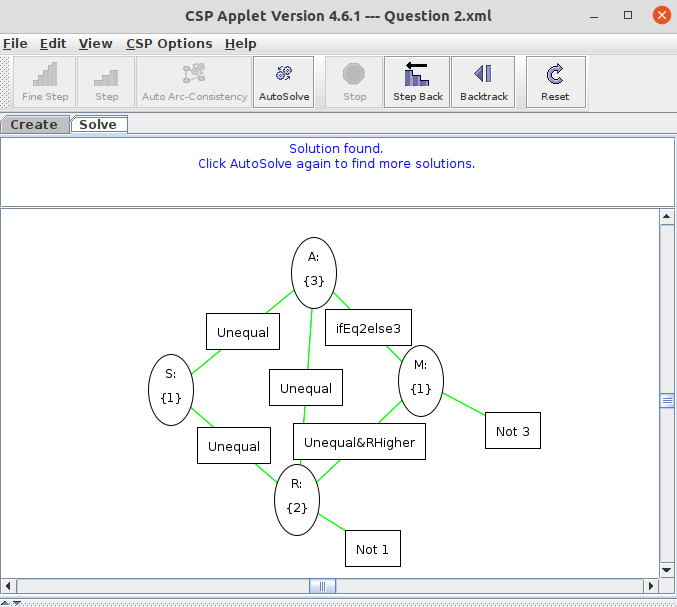 CSP Applet Version 4.6.1 --- Question 2.xml
File Edit View CSP Options Help
Fine Step Step Auto Arc-Consistency AutoSolve Stop Step Back Backtrack Reset
Create Solve
Solution found.
Click AutoSolve again to find more solutions.
A:
{3}
Unequal
ifEq2else3
S:
{1}
Unequal
M:
{1}
Unequal
Unequal&RHigher
Not 3
R:
{2}
Not 1